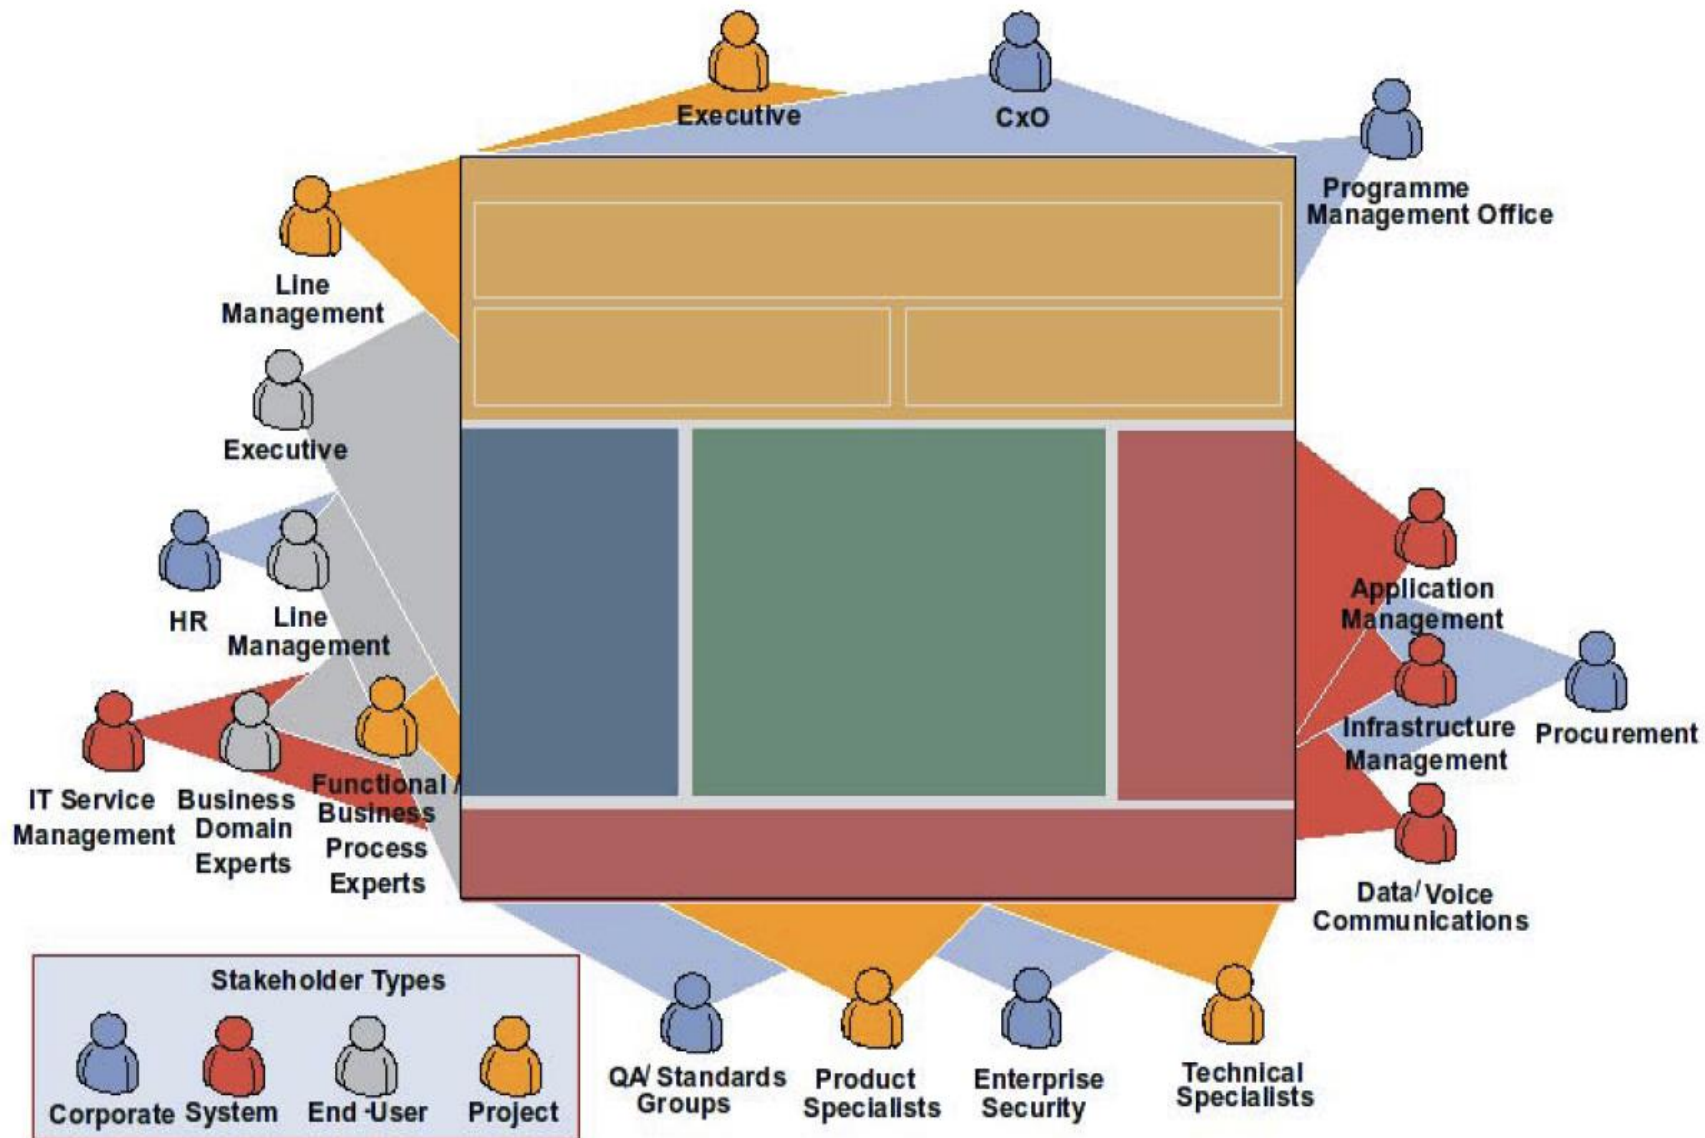 Executive
CxO
Programme
Management Office
Line
Management
Executive
HR
Line
Management
Application
Management
Infrastructure
Management
Procurement
IT Service
Management
Business
Domain
Experts
Functional /
Business
Process
Experts
Data/Voice
Communications
Stakeholder Types
Corporate
System
End-User
Project
QA/Standards
Groups
Product
Specialists
Enterprise
Security
Technical
Specialists